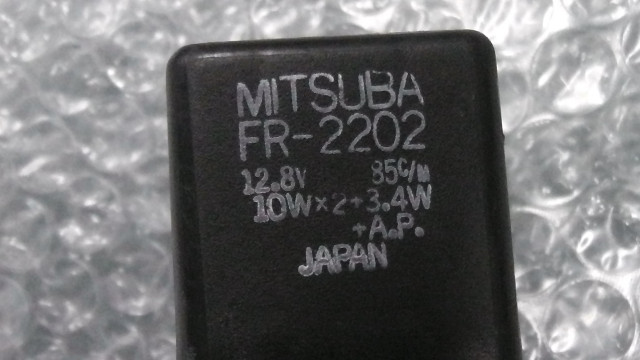 MITSUBA
FR-2202
12.8V 85C/M
10W×2+3.4W
+A.P.
JAPAN